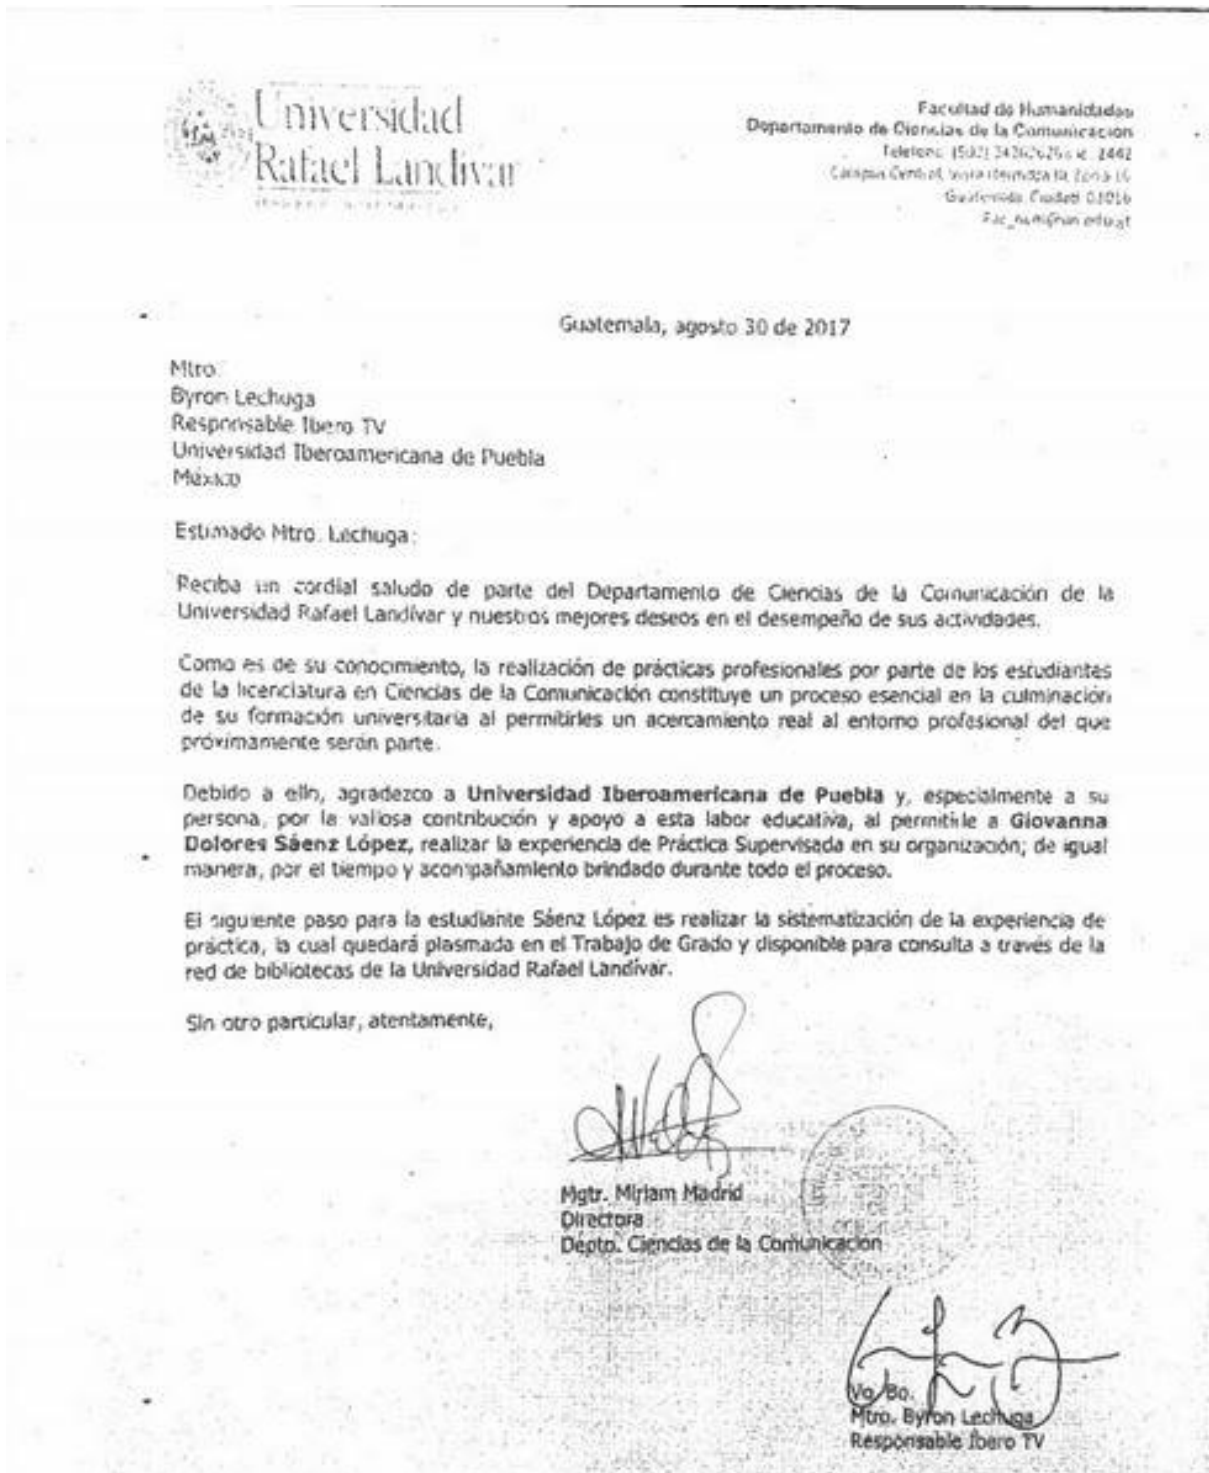 Universidad
Rafael Landívar
Facultad de Humanidades
Departamento de Ciencias de la Comunicación
Guatemala, agosto 30 de 2017
Mtro.
Byron Lechuga
Responsable Ibero TV
Universidad Iberoamericana de Puebla
México
Estimado Mtro. Lechuga:
Reciba un cordial saludo de parte del Departamento de Ciencias de la Comunicación de la
Universidad Rafael Landívar y nuestros mejores deseos en el desempeño de sus actividades.
Como es de su conocimiento, la realización de prácticas profesionales por parte de los estudiantes
de la licenciatura en Ciencias de la Comunicación constituye un proceso esencial en la culminación
de su formación universitaria al permitirles un acercamiento real al entorno profesional del que
próximamente serán parte.
Debido a ello, agradezco a Universidad Iberoamericana de Puebla y, especialmente a su
persona, por la valiosa contribución y apoyo a esta labor educativa, al permitirle a Giovanna
Dolores Sáenz López, realizar la experiencia de Práctica Supervisada en su organización; de igual
manera, por el tiempo y acompañamiento brindado durante todo el proceso.
El siguiente paso para la estudiante Sáenz López es realizar la sistematización de la experiencia de
práctica, la cual quedará plasmada en el Trabajo de Grado y disponible para consulta a través de la
red de bibliotecas de la Universidad Rafael Landívar.
Sin otro particular, atentamente,
Mgtr. Miriam Madrid
Directora
Depto. Ciencias de la Comunicación
Vo. Bo.
Mtro. Byron Lechuga
Responsable Ibero TV